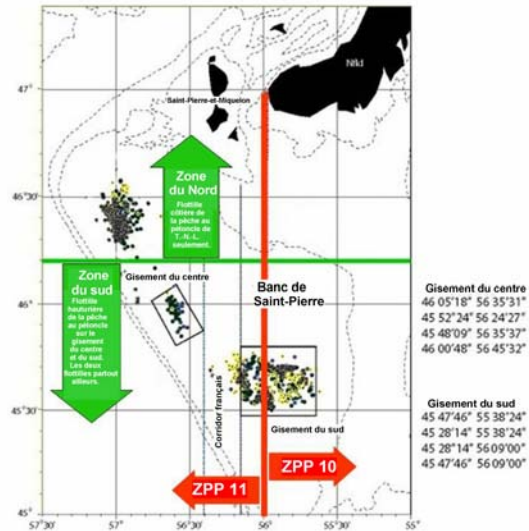 47°
46°30'
46°
45°30'
45°
57°30'
57°
56°30'
56°
55°30'
55°
Nfld
Saint-Pierre-et-Miquelon
Zone
du Nord
Flottille
côtière de
la pêche au
pétoncle de
T.-N.-L.
seulement.
Zone
du sud
Flottille
hauturière
de la pêche
au pétoncle
sur le
gisement
du centre
et du sud.
Les deux
flottilles partout
ailleurs.
Gisement du centre
Banc de
Saint-Pierre
Corridor français
Gisement du sud
ZPP 11
ZPP 10
Gisement du centre
46 05'18" 56 35'31"
45 52'24" 56 24'27"
45 48'09" 56 35'37"
46 00'48" 56 45'32"
Gisement du sud
45 47'46" 55 38'24"
45 28'14" 55 38'24"
45 28'14" 56 09'00"
45 47'46" 56 09'00"